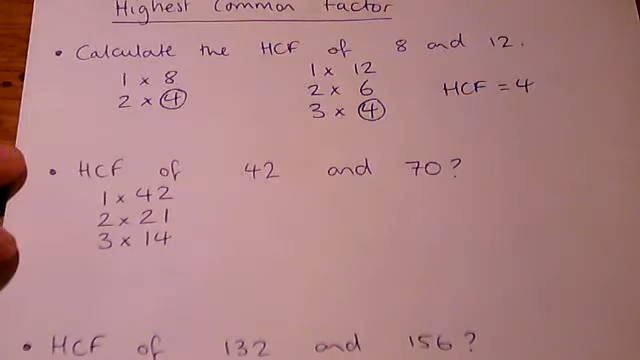 Highest Common Factor
• Calculate the HCF of 8 and 12.
1 × 8
2 × 4
1 × 12
2 × 6
3 × 4
HCF = 4
• HCF of 42 and 70?
1 × 42
2 × 21
3 × 14
• HCF of 132 and 156?